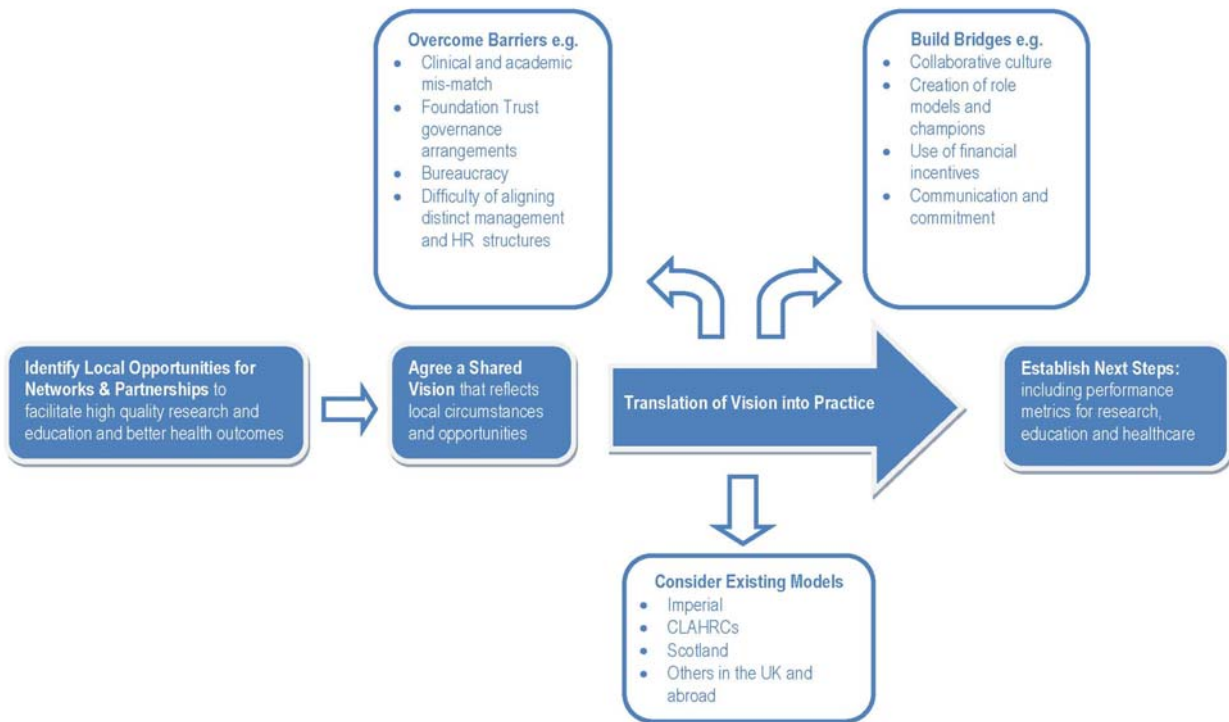 Overcome Barriers e.g.
• Clinical and academic
mis-match
• Foundation Trust
governance
arrangements
• Bureaucracy
• Difficulty of aligning
distinct management
and HR structures
Build Bridges e.g.
• Collaborative culture
• Creation of role
models and
champions
• Use of financial
incentives
• Communication and
commitment
Identify Local Opportunities for
Networks & Partnerships to
facilitate high quality research and
education and better health outcomes
Agree a Shared
Vision that reflects
local circumstances
and opportunities
Translation of Vision into Practice
Establish Next Steps:
including performance
metrics for research,
education and healthcare
Consider Existing Models
• Imperial
• CLAHRCs
• Scotland
• Others in the UK and
abroad